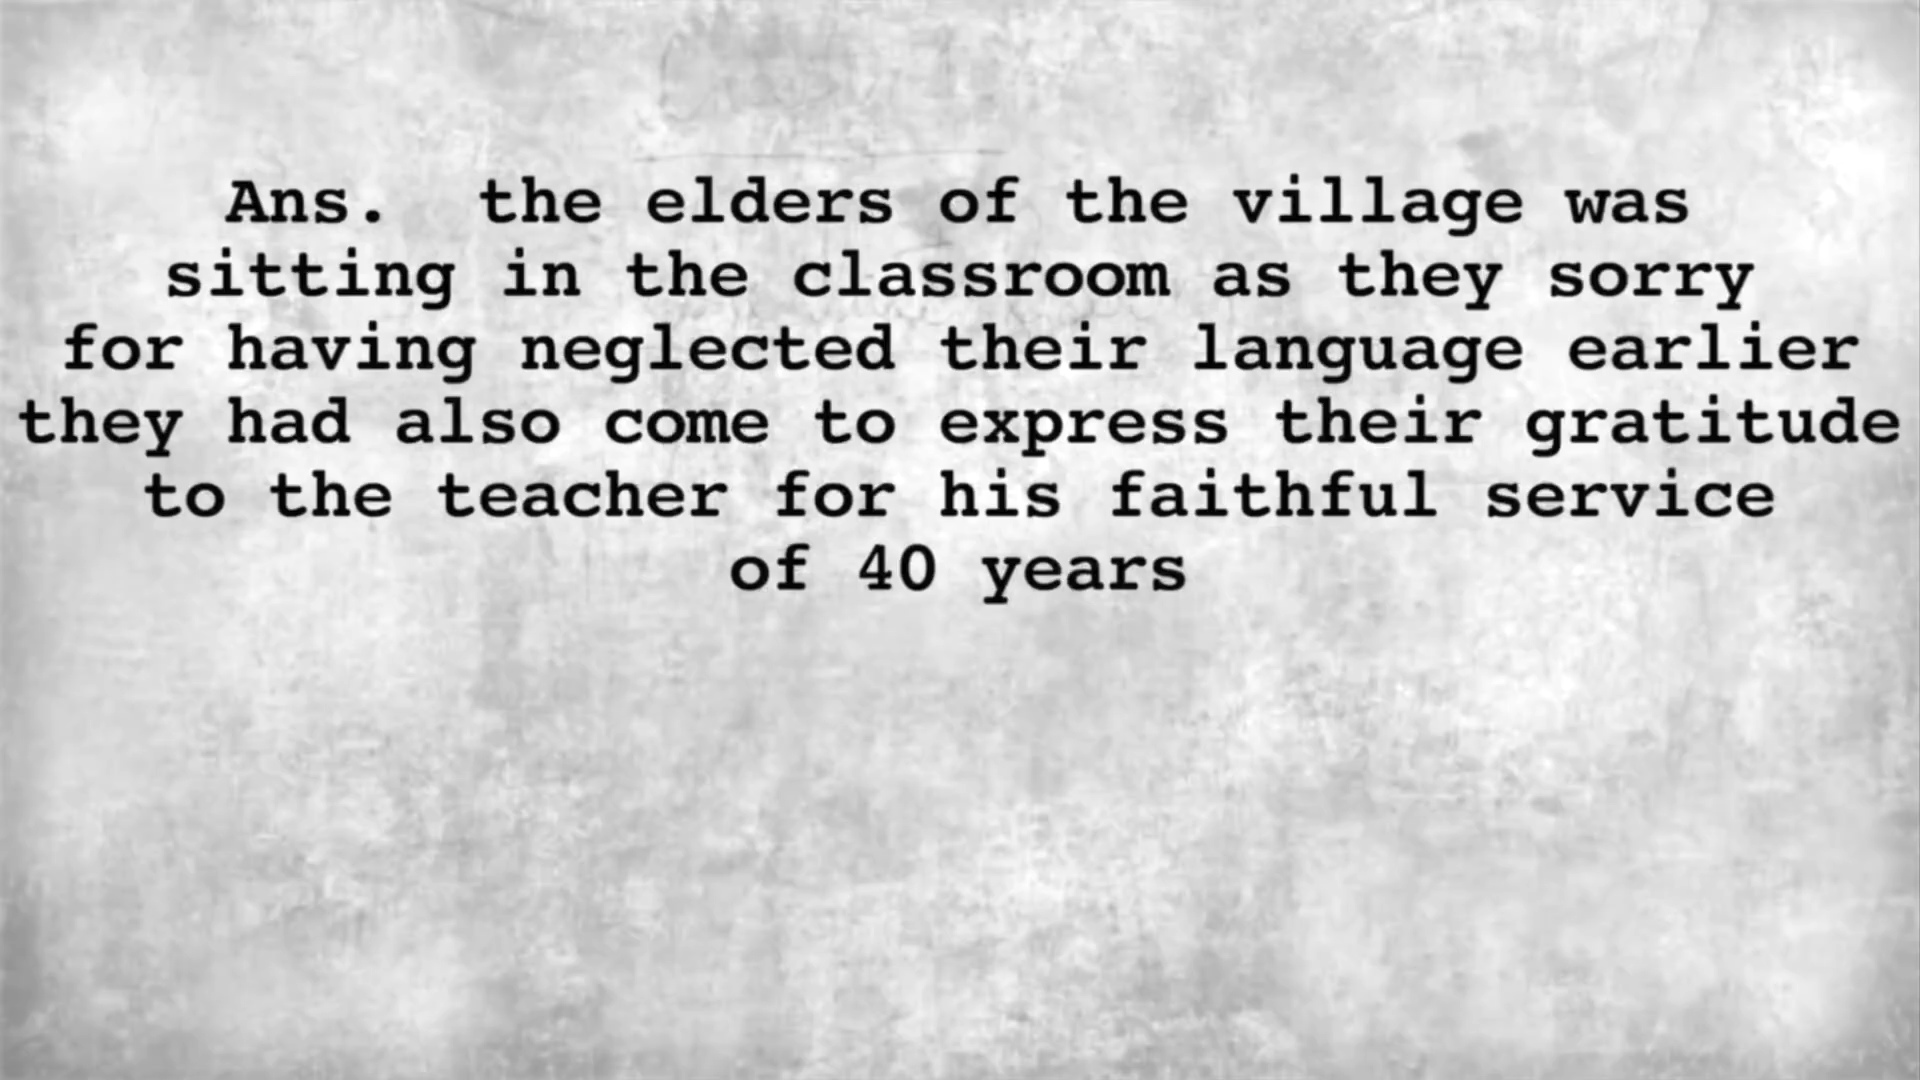 Ans.  the elders of the village was
sitting in the classroom as they sorry
for having neglected their language earlier
they had also come to express their gratitude
to the teacher for his faithful service
of 40 years